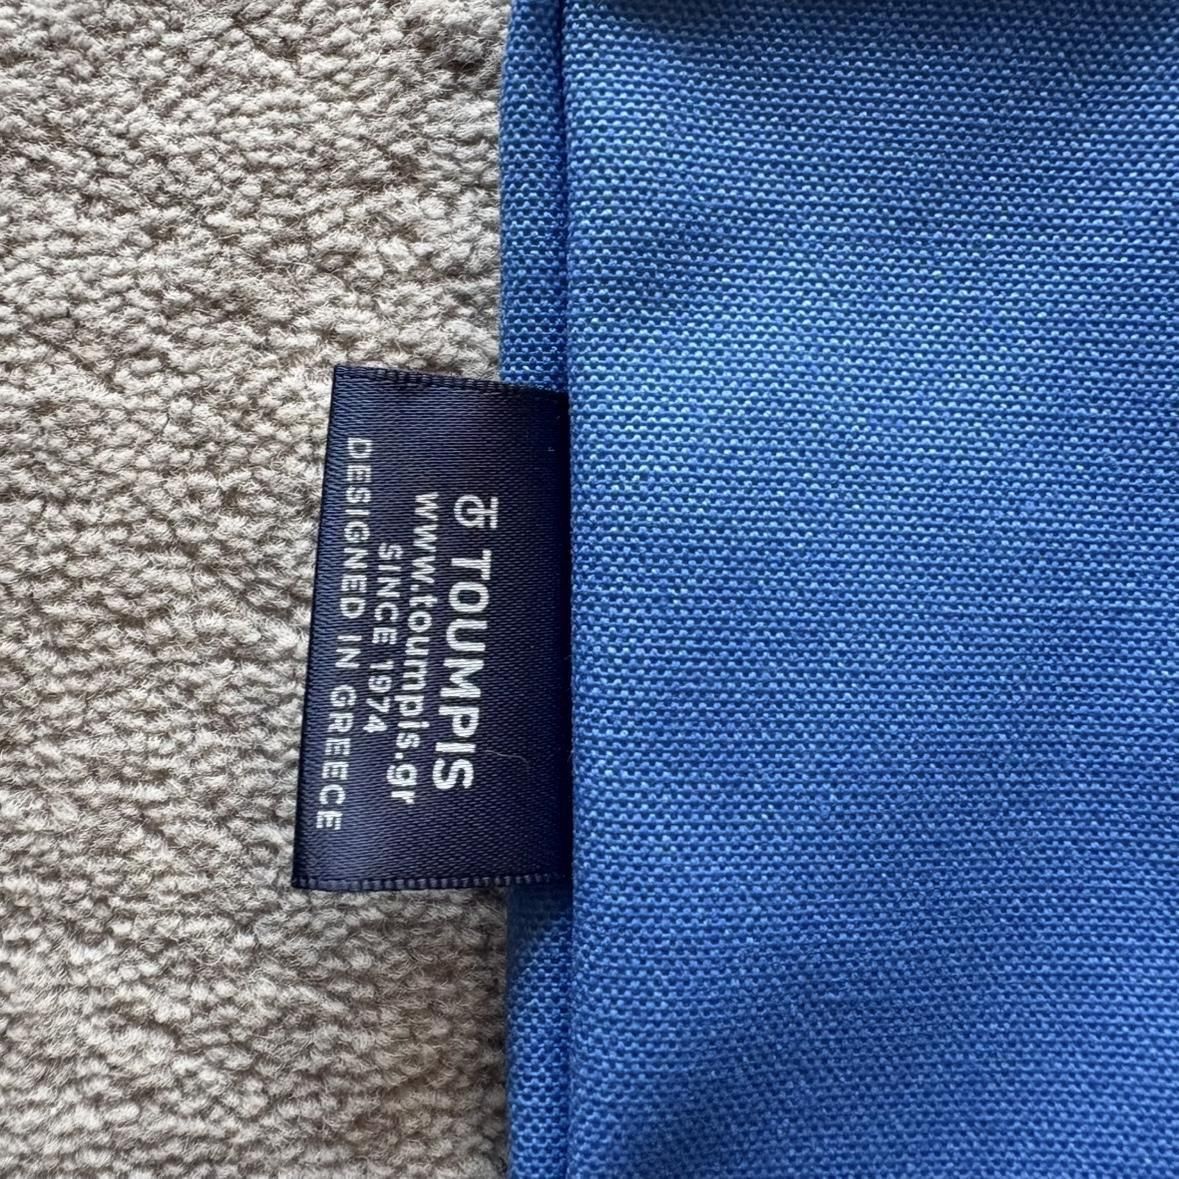 TOUMPIS
www.toumpis.gr
SINCE 1974
DESIGNED IN GREECE